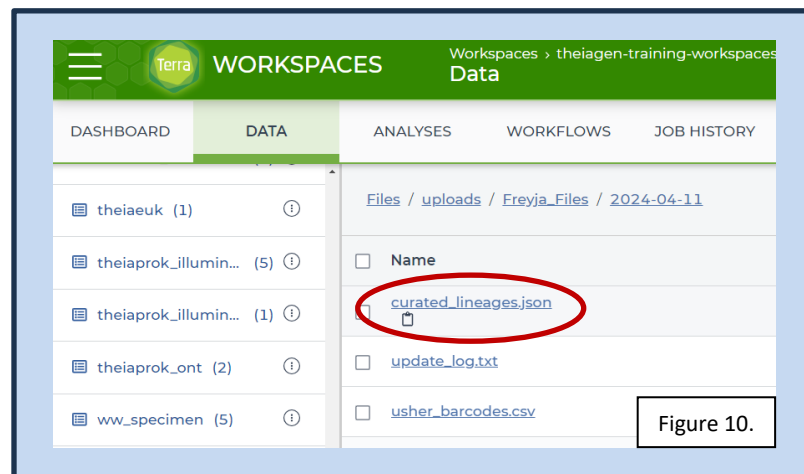 Terra
WORKSPACES
Workspaces › theiagen-training-workspaces
Data
DASHBOARD DATA ANALYSES WORKFLOWS JOB HISTORY
theiaeuk (1)
theiaprok_illumin... (5)
theiaprok_illumin... (1)
theiaprok_ont (2)
ww_specimen (5)
Files / uploads / Freyja_Files / 2024-04-11
Name
curated_lineages.json
update_log.txt
usher_barcodes.csv
Figure 10.